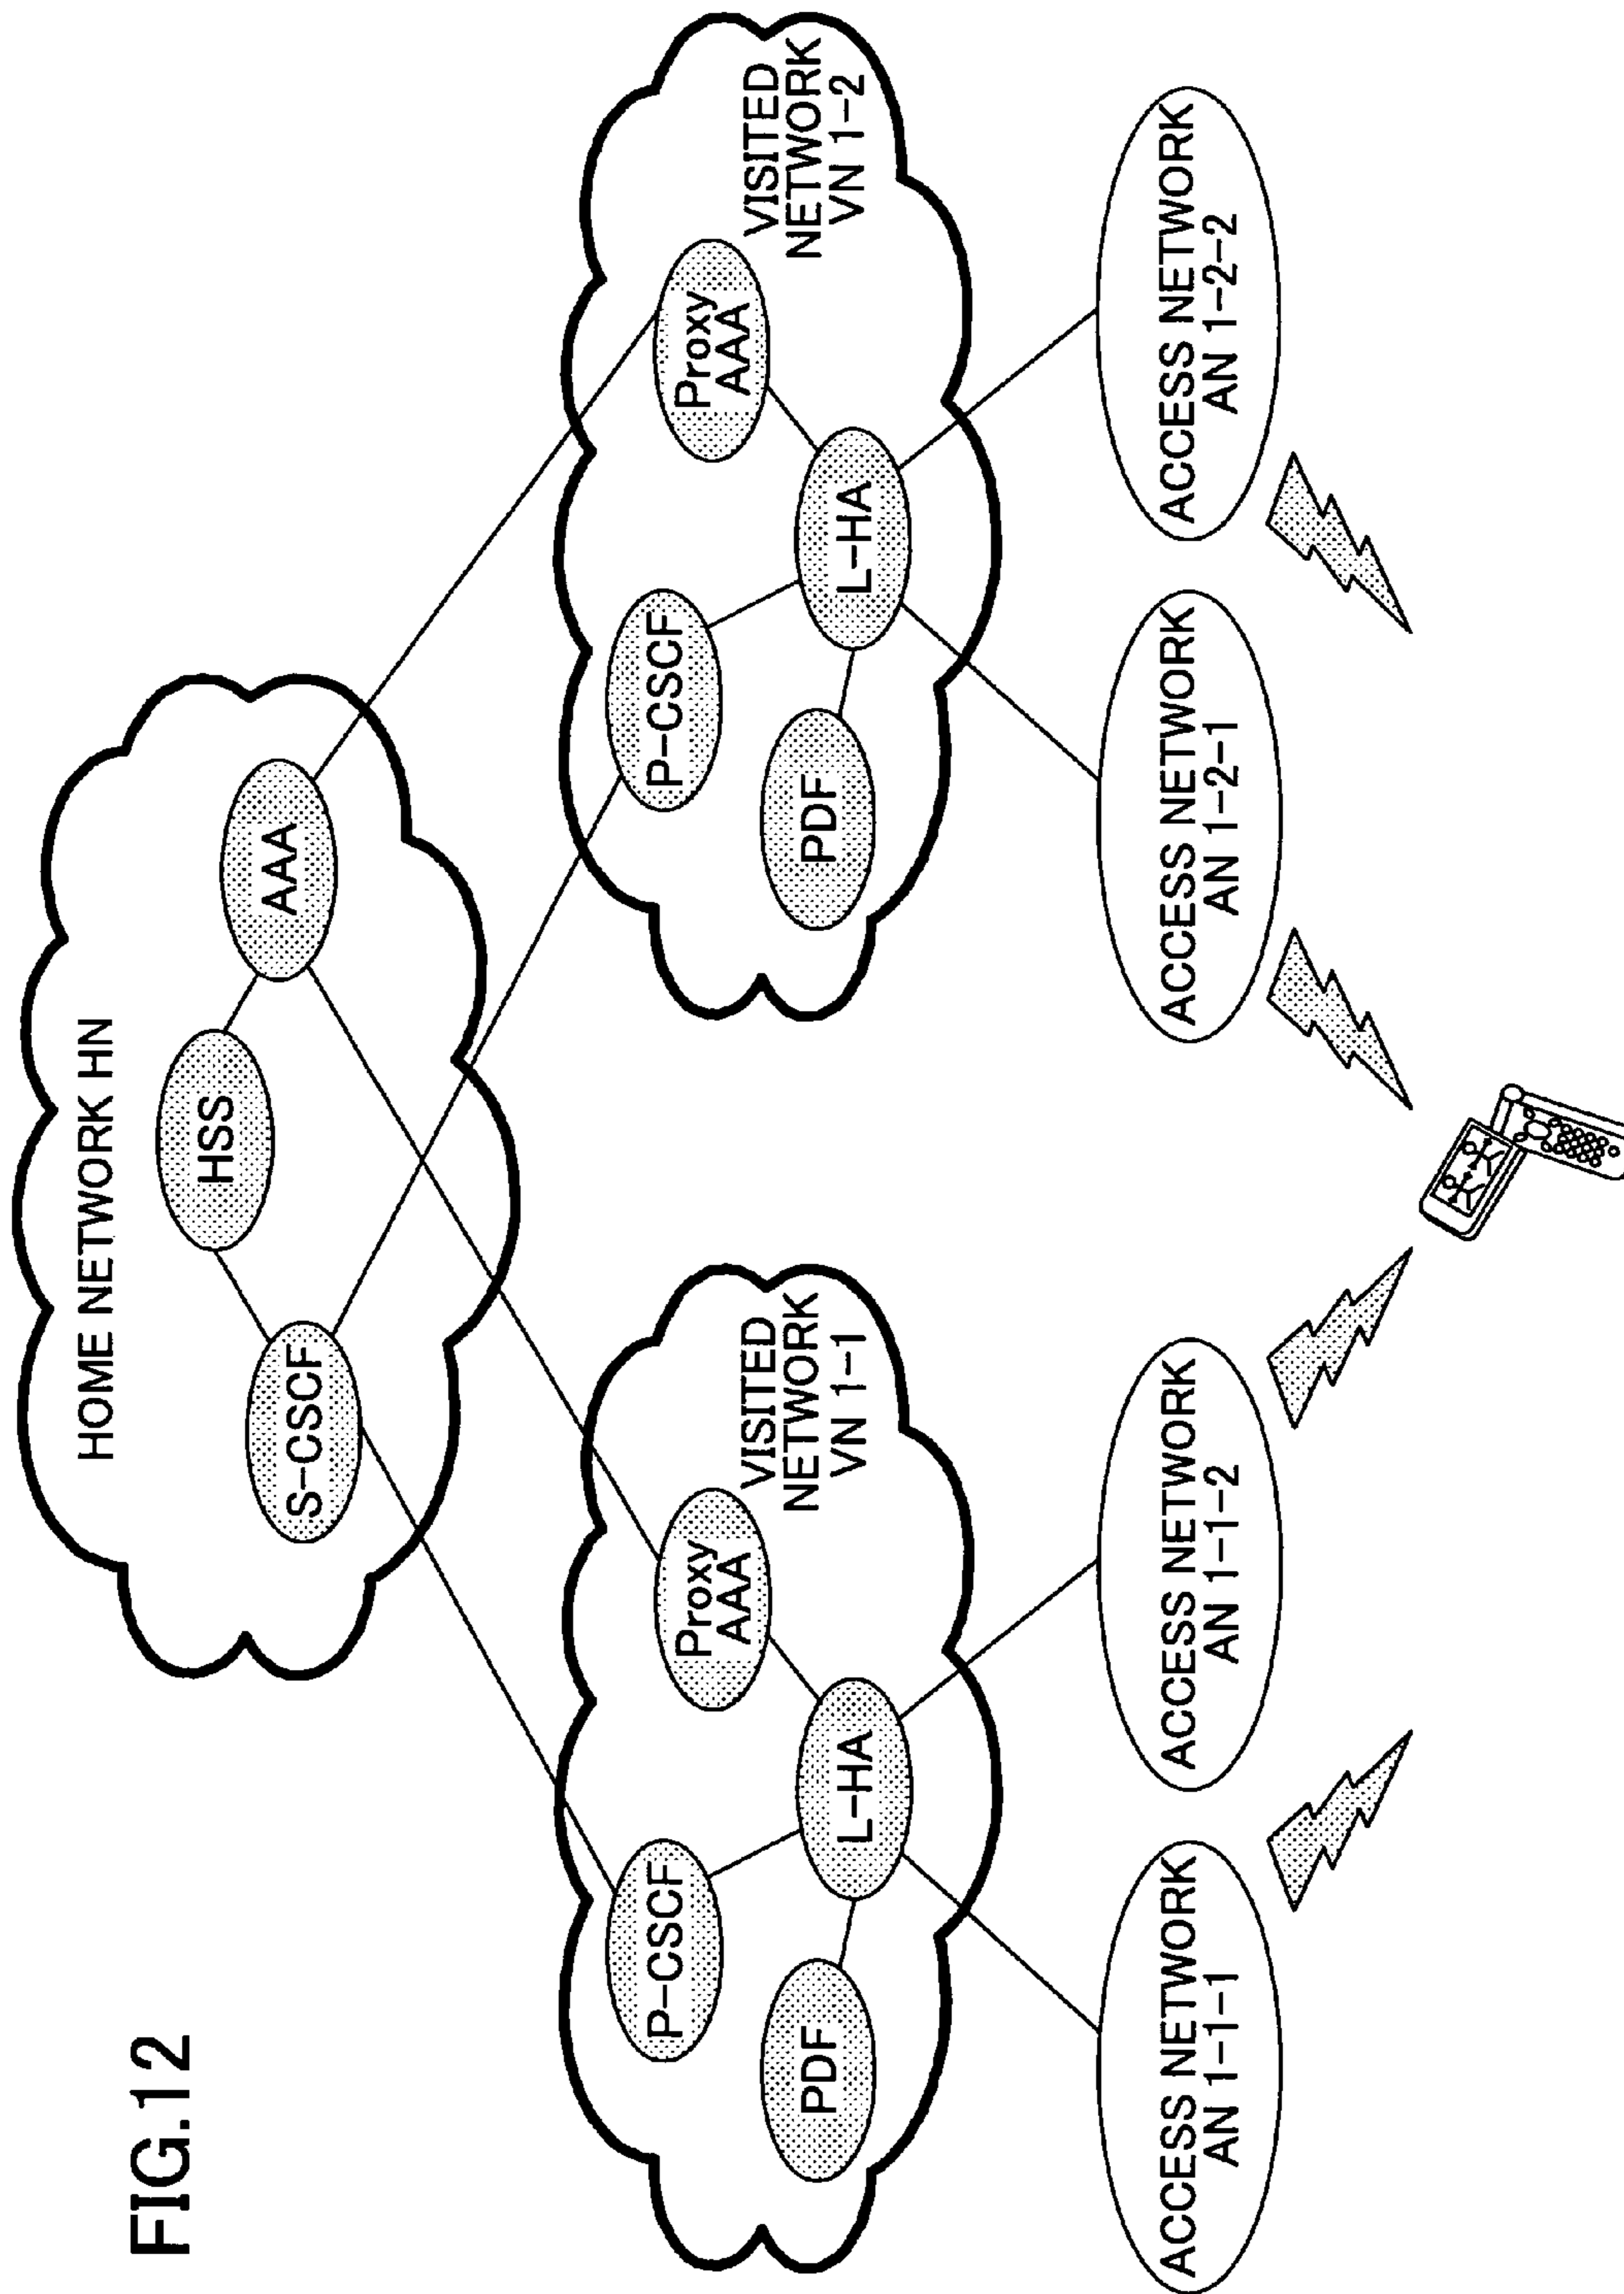 FIG.12
HOME NETWORK HN
S-CSCF
HSS
AAA
P-CSCF
PDF
L-HA
Proxy
AAA
VISITED
NETWORK
VN 1-1
P-CSCF
PDF
L-HA
Proxy
AAA
VISITED
NETWORK
VN 1-2
ACCESS NETWORK
AN 1-1-1
ACCESS NETWORK
AN 1-1-2
ACCESS NETWORK
AN 1-2-1
ACCESS NETWORK
AN 1-2-2